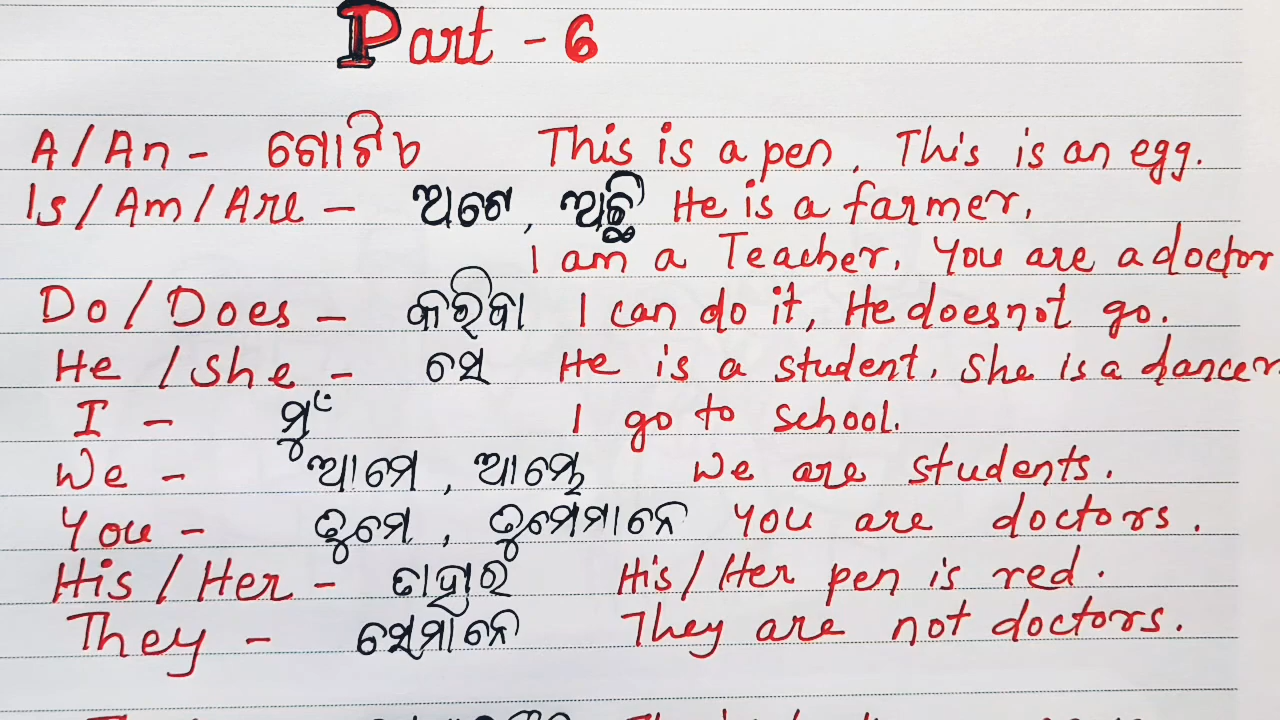 Part - 6
A/An - ଗୋଟିଏ This is a pen, This is an egg.
Is/Am/Are - ଅଟେ, ଅଛି He is a farmer,
I am a Teacher, You are a doctor
Do/Does - କରିବା I can do it, He doesnot go.
He /she - ସେ He is a student. She is a dancer
I - ମୁଁ I go to school.
We - ଆମେ, ଆମ୍ଭେ We are students.
You - ତୁମେ, ତୁମେମାନେ You are doctors.
His/Her - ତାହାର His/Her pen is red.
They - ସେମାନେ They are not doctors.